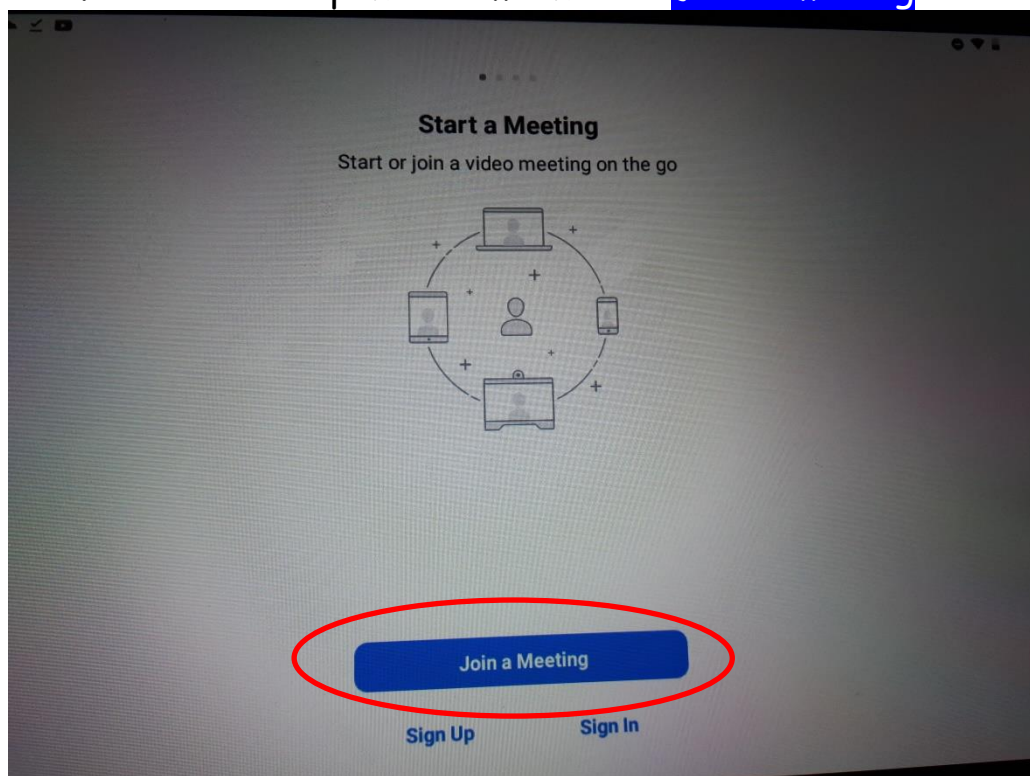 Start a Meeting
Start or join a video meeting on the go
Join a Meeting
Sign Up
Sign In